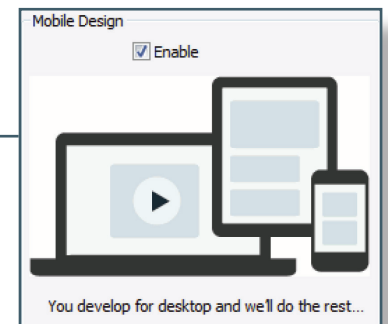 Mobile Design
Enable
You develop for desktop and we'll do the rest...